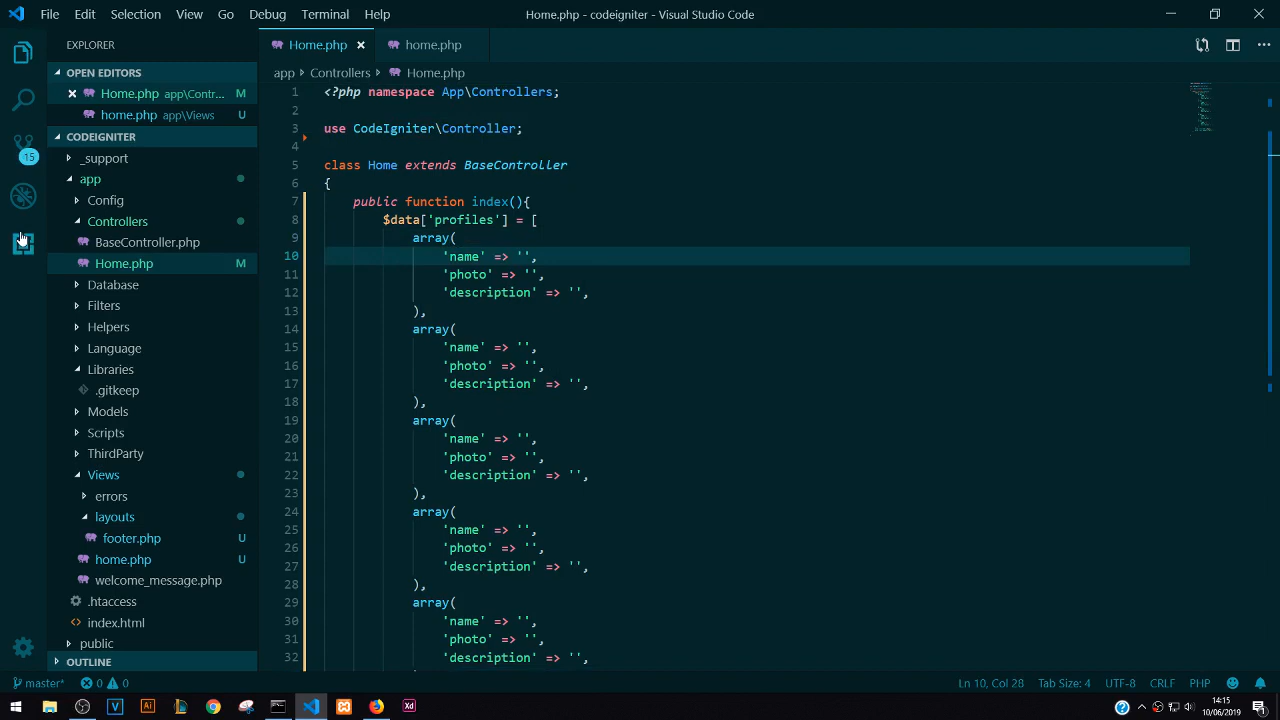 File Edit Selection View Go Debug Terminal Help
Home.php - codeigniter - Visual Studio Code
EXPLORER
OPEN EDITORS
Home.php app\Contr... M
home.php app\Views U
CODEIGNITER
_support
app
Config
Controllers
BaseController.php
Home.php M
Database
Filters
Helpers
Language
Libraries
.gitkeep
Models
Scripts
ThirdParty
Views
errors
layouts
footer.php U
home.php U
welcome_message.php
.htaccess
index.html
public
OUTLINE
15
Home.php home.php
app Controllers Home.php
1 <?php namespace App\Controllers;
2
3 use CodeIgniter\Controller;
4
5 class Home extends BaseController
6 {
7 public function index(){
8 $data['profiles'] = [
9 array(
10 'name' => '',
11 'photo' => '',
12 'description' => '',
13 ),
14 array(
15 'name' => '',
16 'photo' => '',
17 'description' => '',
18 ),
19 array(
20 'name' => '',
21 'photo' => '',
22 'description' => '',
23 ),
24 array(
25 'name' => '',
26 'photo' => '',
27 'description' => '',
28 ),
29 array(
30 'name' => '',
31 'photo' => '',
32 'description' => '',
master* 0 0 Ln 10, Col 28 Tab Size: 4 UTF-8 CRLF PHP
V Ai Xd
14:15
10/06/2019